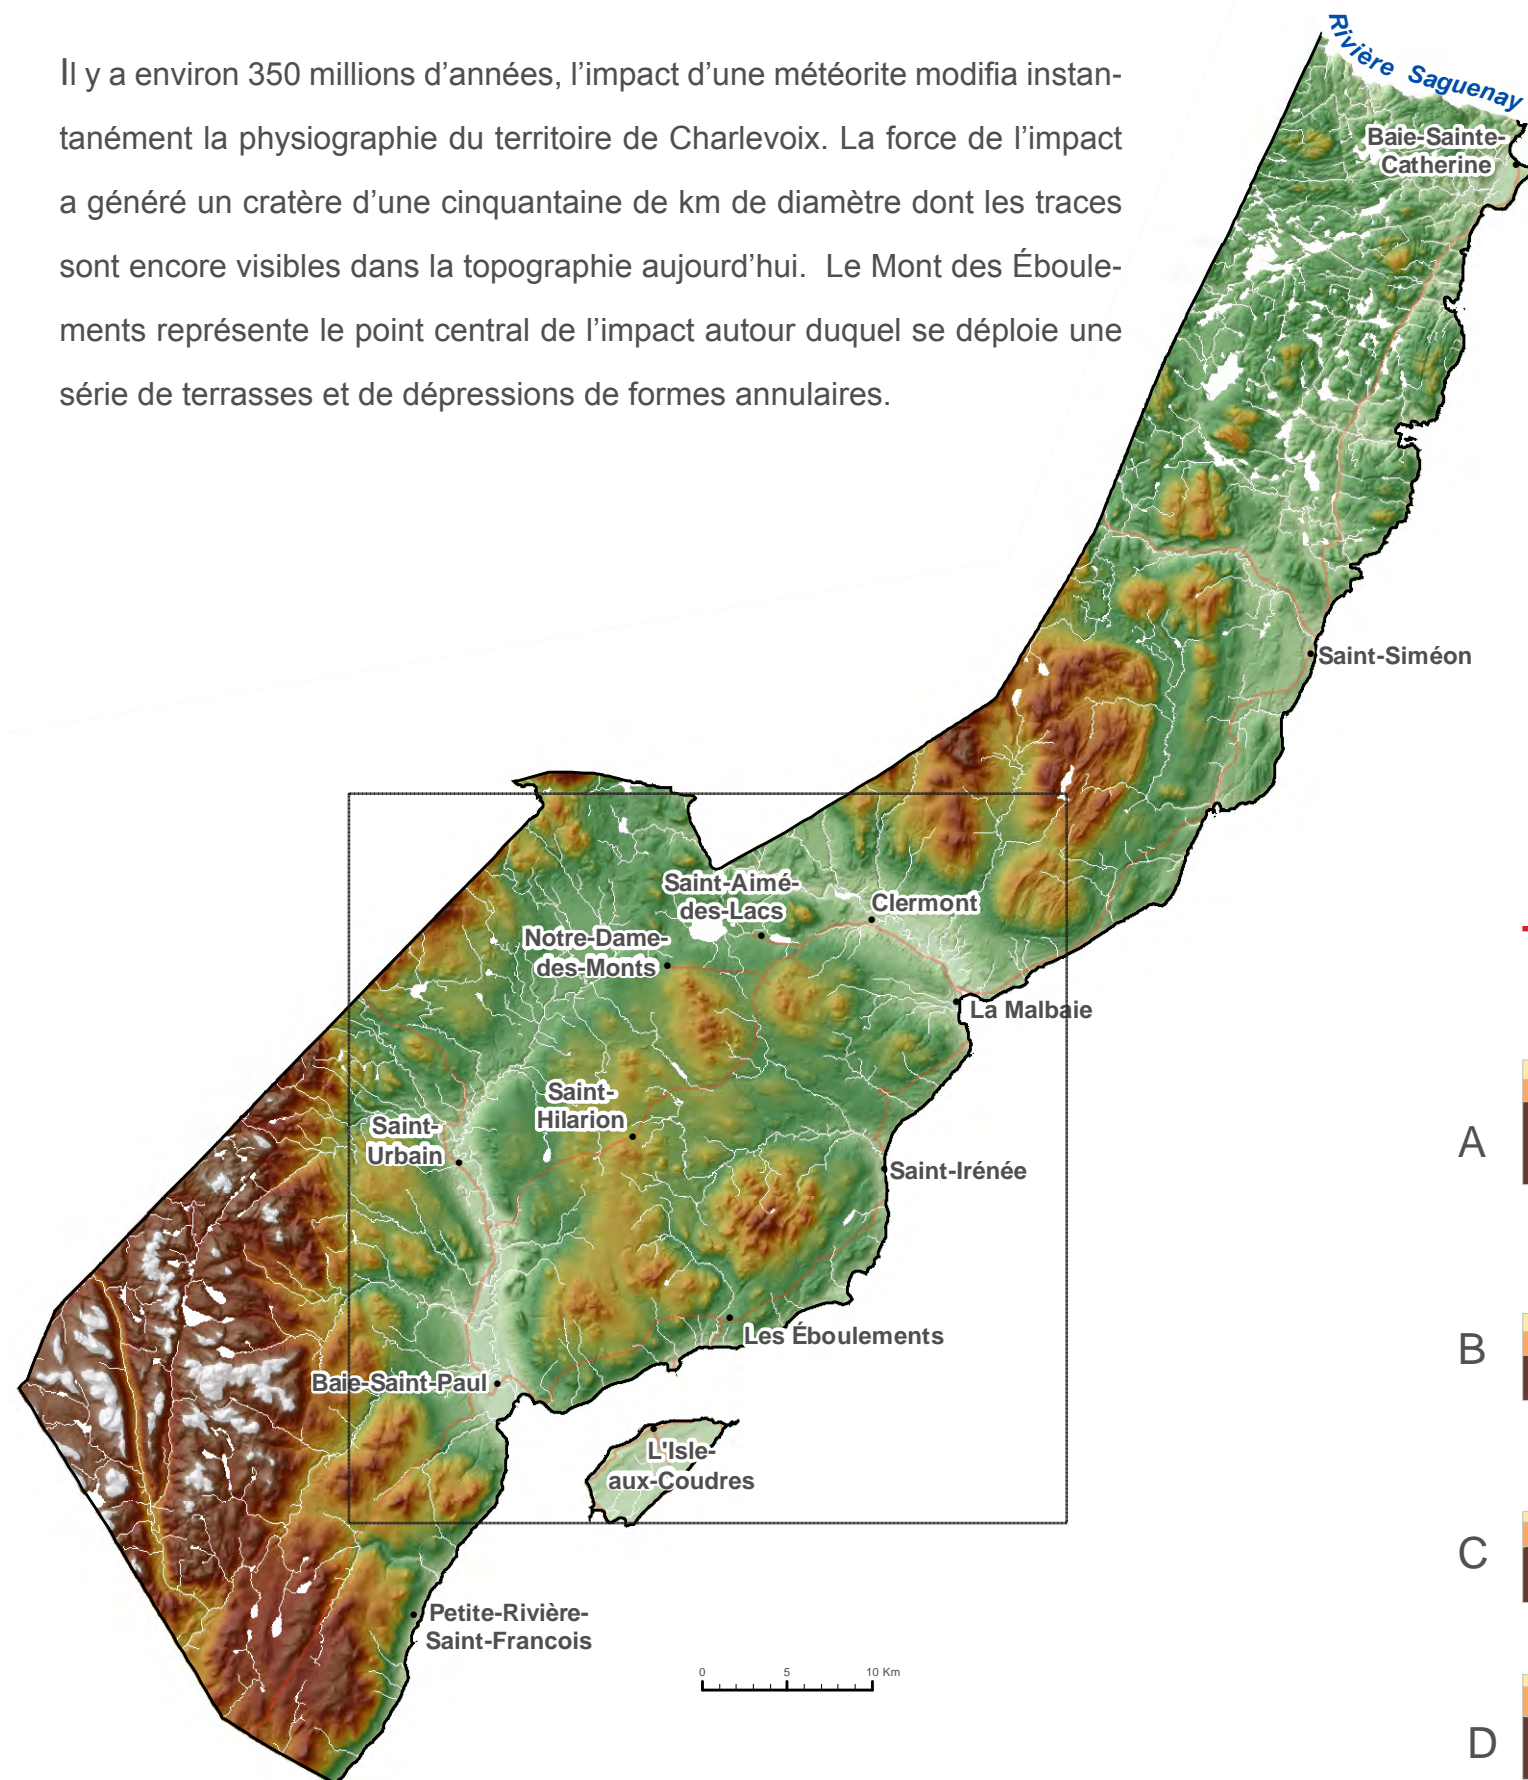 Il y a environ 350 millions d’années, l’impact d’une météorite modifia instan-
tanément la physiographie du territoire de Charlevoix. La force de l’impact
a généré un cratère d’une cinquantaine de km de diamètre dont les traces
sont encore visibles dans la topographie aujourd’hui. Le Mont des Éboule-
ments représente le point central de l’impact autour duquel se déploie une
série de terrasses et de dépressions de formes annulaires.
Rivière Saguenay
Baie-Sainte-
Catherine
Saint-Siméon
Saint-Aimé-
des-Lacs
Clermont
Notre-Dame-
des-Monts
La Malbaie
Saint-
Hilarion
Saint-
Urbain
Saint-Irénée
Les Éboulements
Baie-Saint-Paul
L'Isle-
aux-Coudres
Petite-Rivière-
Saint-Francois
0 5 10 Km
A
B
C
D